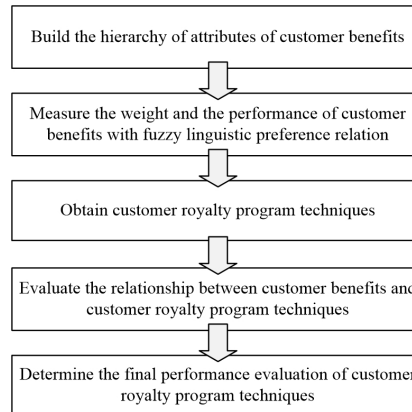 Build the hierarchy of attributes of customer benefits
Measure the weight and the performance of customer
benefits with fuzzy linguistic preference relation
Obtain customer royalty program techniques
Evaluate the relationship between customer benefits and
customer royalty program techniques
Determine the final performance evaluation of customer
royalty program techniques